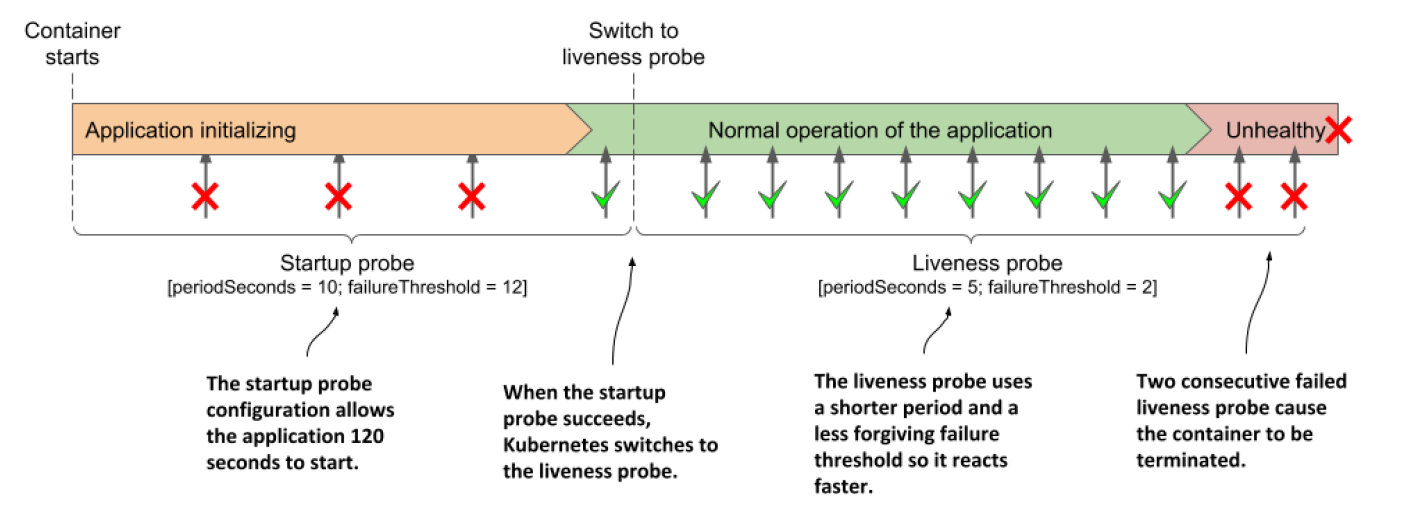 Container
starts
Switch to
liveness probe
Application initializing
Normal operation of the application
Unhealthy
Startup probe
[periodSeconds = 10; failureThreshold = 12]
Liveness probe
[periodSeconds = 5; failureThreshold = 2]
The startup probe
configuration allows
the application 120
seconds to start.
When the startup
probe succeeds,
Kubernetes switches to
the liveness probe.
The liveness probe uses
a shorter period and a
less forgiving failure
threshold so it reacts
faster.
Two consecutive failed
liveness probe cause
the container to be
terminated.